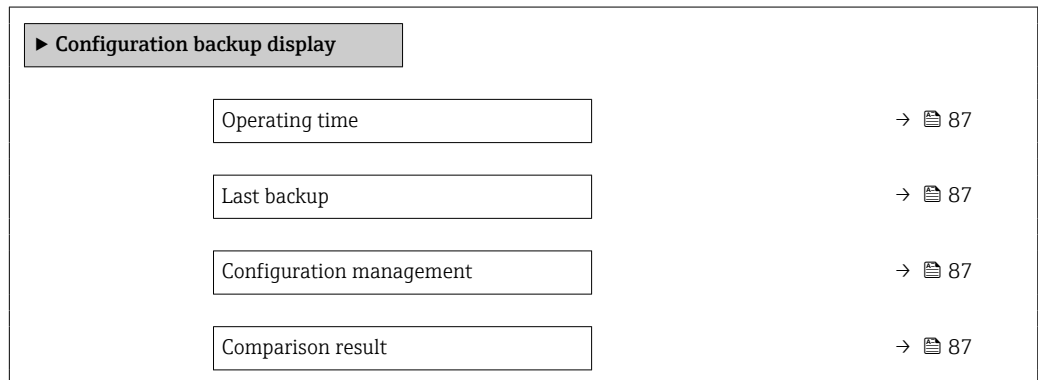 ▶ Configuration backup display
Operating time → 🖹 87
Last backup → 🖹 87
Configuration management → 🖹 87
Comparison result → 🖹 87